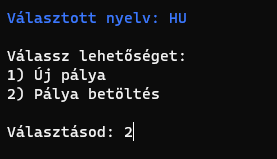 Választott nyelv: HU
Válassz lehetőséget:
1) Új pálya
2) Pálya betöltés
Választásod: 2